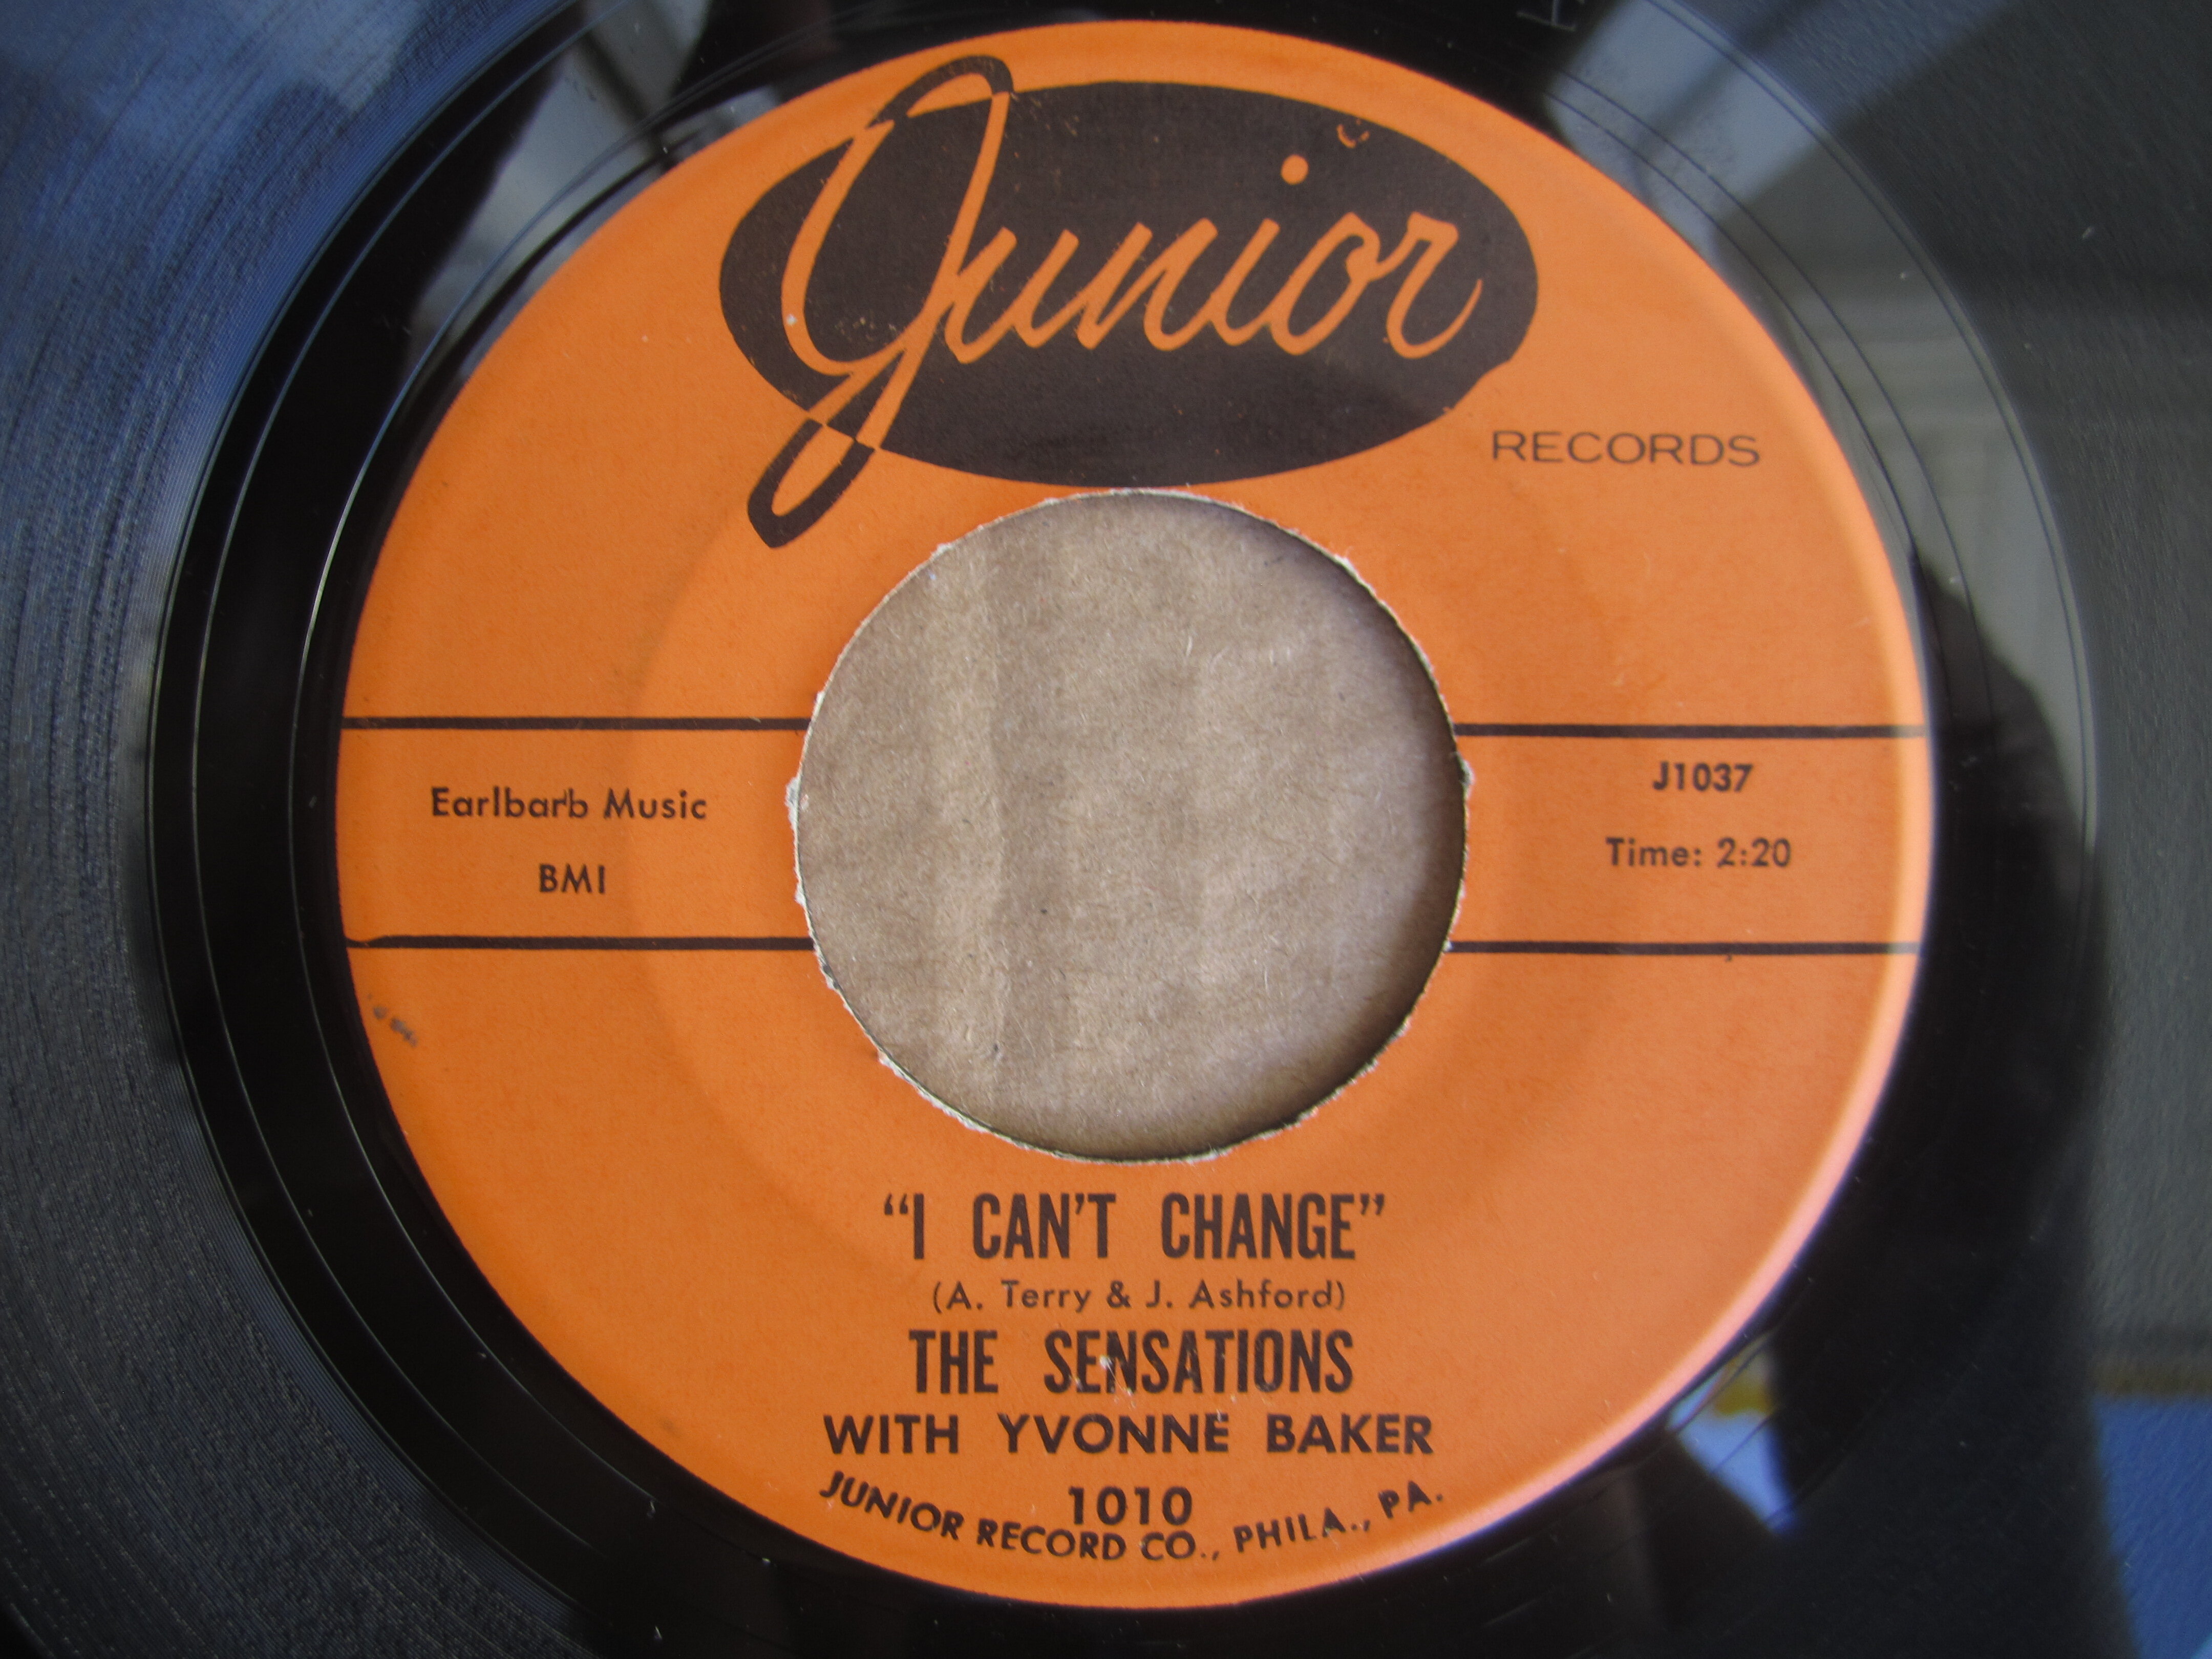 Junior
RECORDS
Earlbarb Music
BMI
J1037
Time: 2:20
"I CAN'T CHANGE"
(A. Terry & J. Ashford)
THE SENSATIONS
WITH YVONNE BAKER
1010
JUNIOR RECORD CO., PHILA., PA.